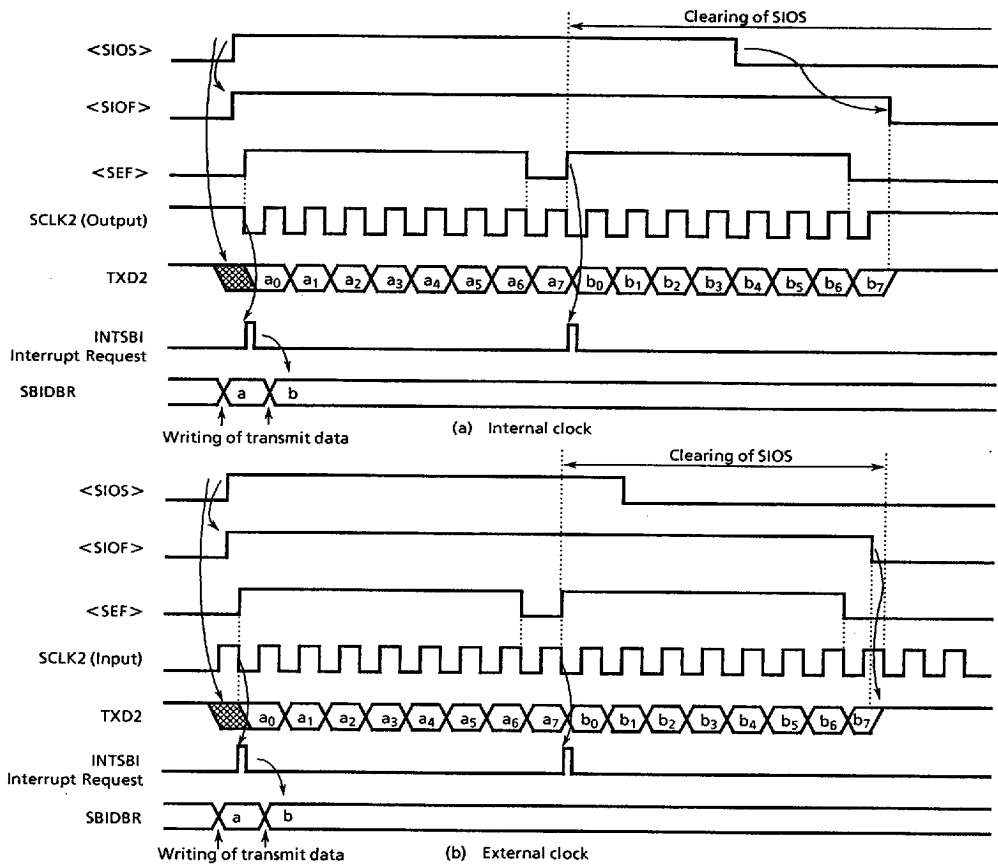 Clearing of SIOS
<SIOS>
<SIOF>
<SEF>
SCLK2 (Output)
TXD2
a0 a1 a2 a3 a4 a5 a6 a7 b0 b1 b2 b3 b4 b5 b6 b7
INTSBI
Interrupt Request
SBIDBR
a b
Writing of transmit data
(a) Internal clock
Clearing of SIOS
<SIOS>
<SIOF>
<SEF>
SCLK2 (Input)
TXD2
a0 a1 a2 a3 a4 a5 a6 a7 b0 b1 b2 b3 b4 b5 b6 b7
INTSBI
Interrupt Request
SBIDBR
a b
Writing of transmit data
(b) External clock